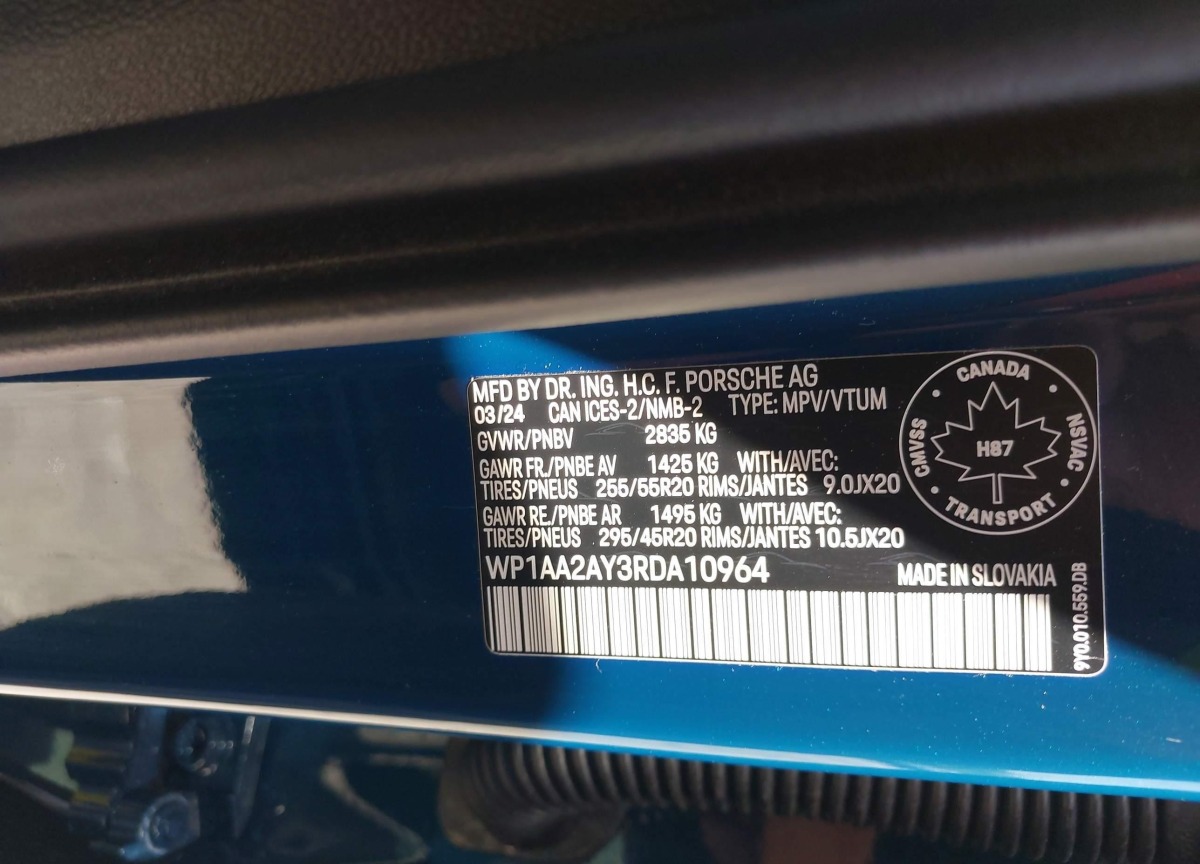 MFD BY DR. ING. H.C. F. PORSCHE AG
03/24 CAN ICES-2/NMB-2 TYPE: MPV/VTUM
GVWR/PNBV 2835 KG
GAWR FR./PNBE AV 1425 KG WITH/AVEC:
TIRES/PNEUS 255/55R20 RIMS/JANTES 9.0JX20
GAWR RE./PNBE AR 1495 KG WITH/AVEC:
TIRES/PNEUS 295/45R20 RIMS/JANTES 10.5JX20
WP1AA2AY3RDA10964 MADE IN SLOVAKIA
CANADA
CMVSS
NSVAC
H87
TRANSPORT
9Y0.010.559.DB